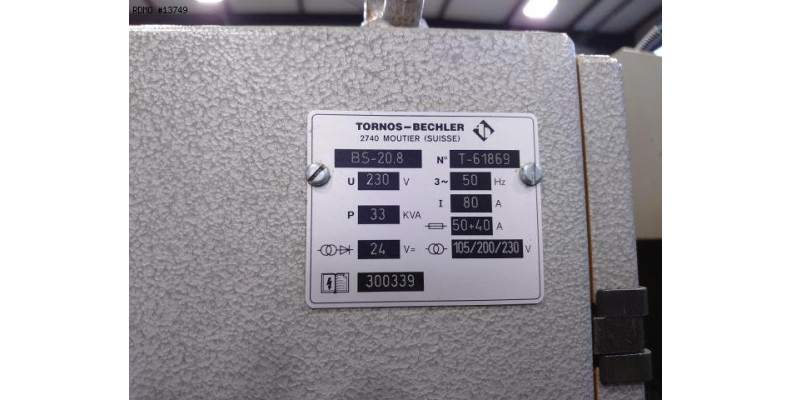 PDMO #13749
TORNOS-BECHLER
2740 MOUTIER (SUISSE)
BS-20.8 N° T-61869
U 230 V 3~ 50 Hz
I 80 A
P 33 KVA
50+40 A
24 V= 105/200/230 V
300339